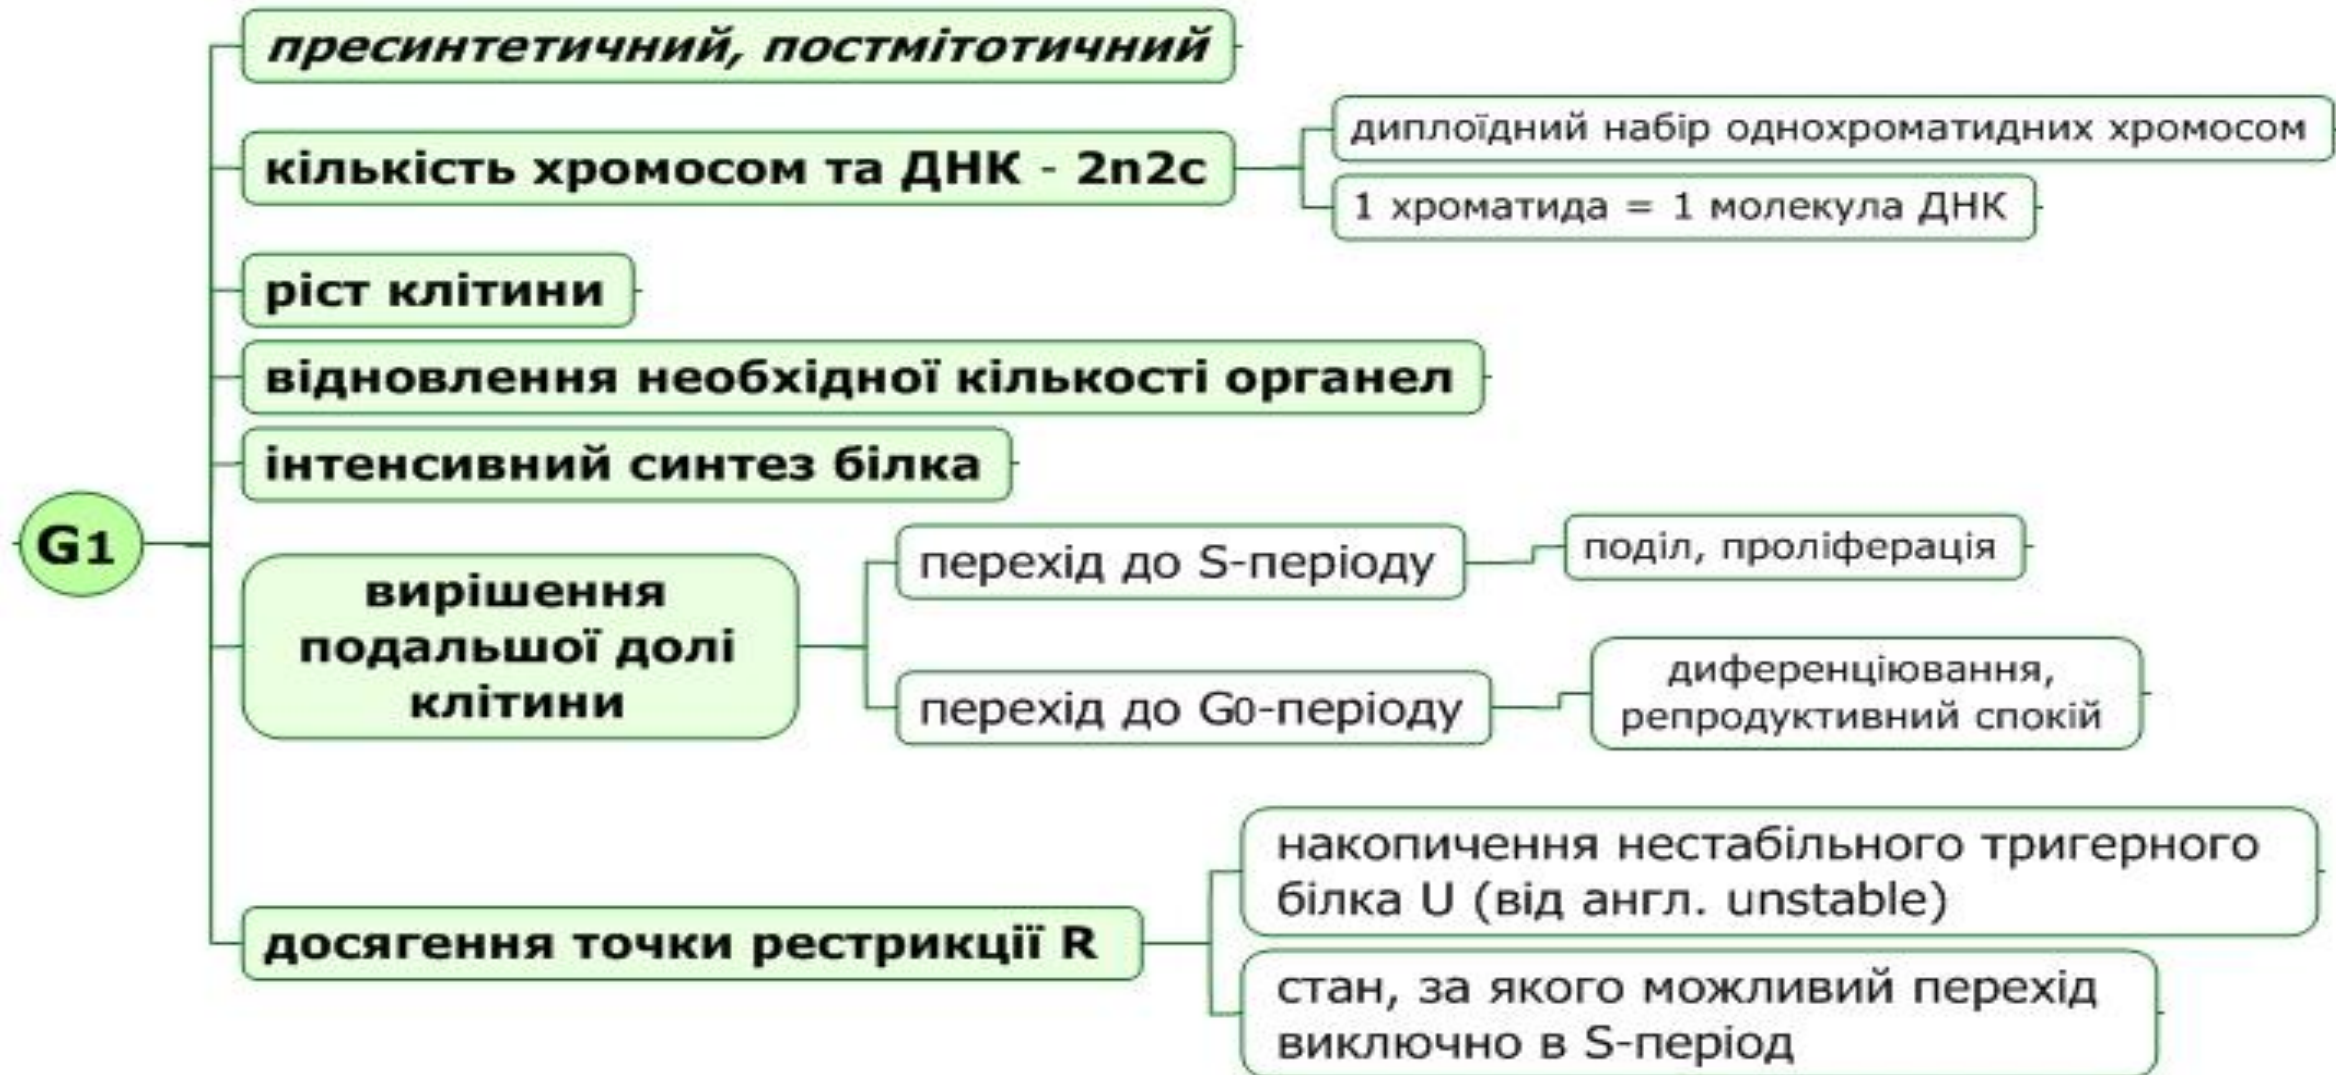 G1
пресинтетичний, постмітотичний
кількість хромосом та ДНК - 2n2c
диплоїдний набір однохроматидних хромосом
1 хроматида = 1 молекула ДНК
ріст клітини
відновлення необхідної кількості органел
інтенсивний синтез білка
вирішення
подальшої долі
клітини
перехід до S-періоду
поділ, проліферація
перехід до G0-періоду
диференціювання,
репродуктивний спокій
досягення точки рестрикції R
накопичення нестабільного тригерного
білка U (від англ. unstable)
стан, за якого можливий перехід
виключно в S-період